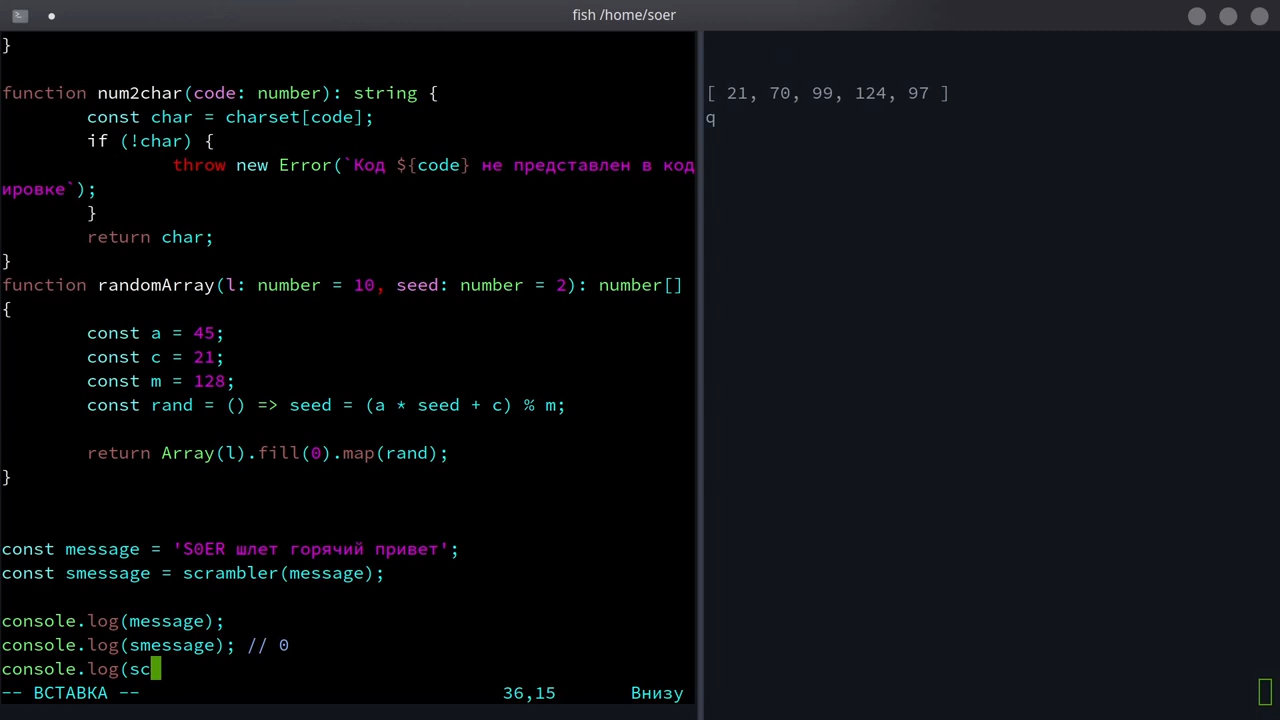 fish /home/soer
}
function num2char(code: number): string {
const char = charset[code];
if (!char) {
throw new Error(`Код ${code} не представлен в код
ировке`);
}
return char;
}
function randomArray(l: number = 10, seed: number = 2): number[]
{
const a = 45;
const c = 21;
const m = 128;
const rand = () => seed = (a * seed + c) % m;
return Array(l).fill(0).map(rand);
}
const message = 'S0ER шлет горячий привет';
const smessage = scrambler(message);
console.log(message);
console.log(smessage); // 0
console.log(sc
-- ВСТАВКА -- 36,15 Внизу
[ 21, 70, 99, 124, 97 ]
q